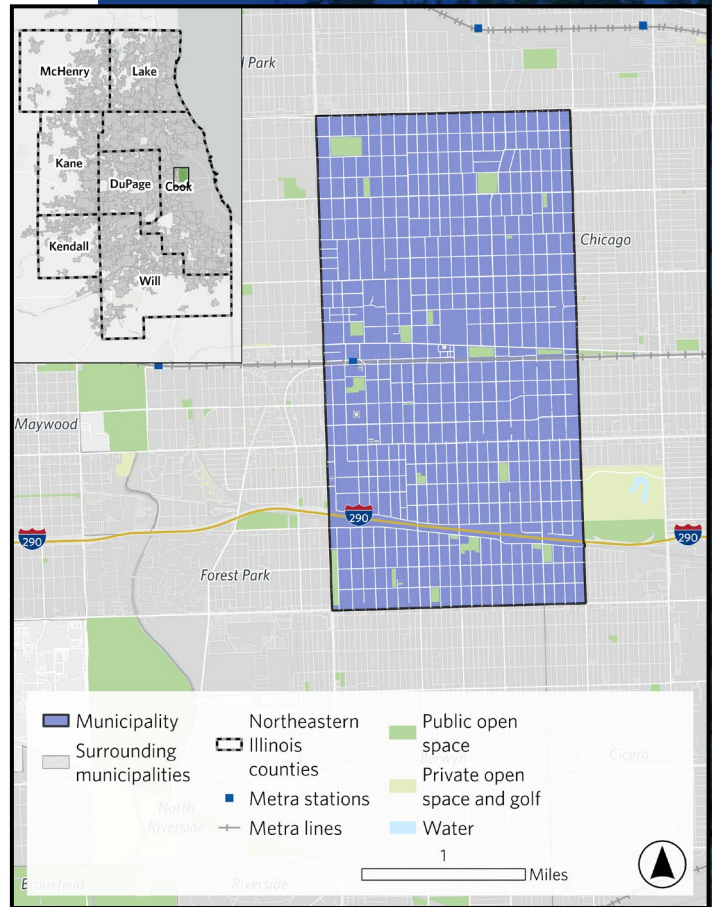 McHenry
Lake
Kane
DuPage
Cook
Kendall
Will
Park
Chicago
Maywood
290
290
290
Forest Park
Municipality
Surrounding
municipalities
Northeastern
Illinois
counties
Metra stations
Metra lines
Public open
space
Private open
space and golf
Water
1
Miles
Berwyn
Cicero
North
Riverside
Brookfield
Riverside